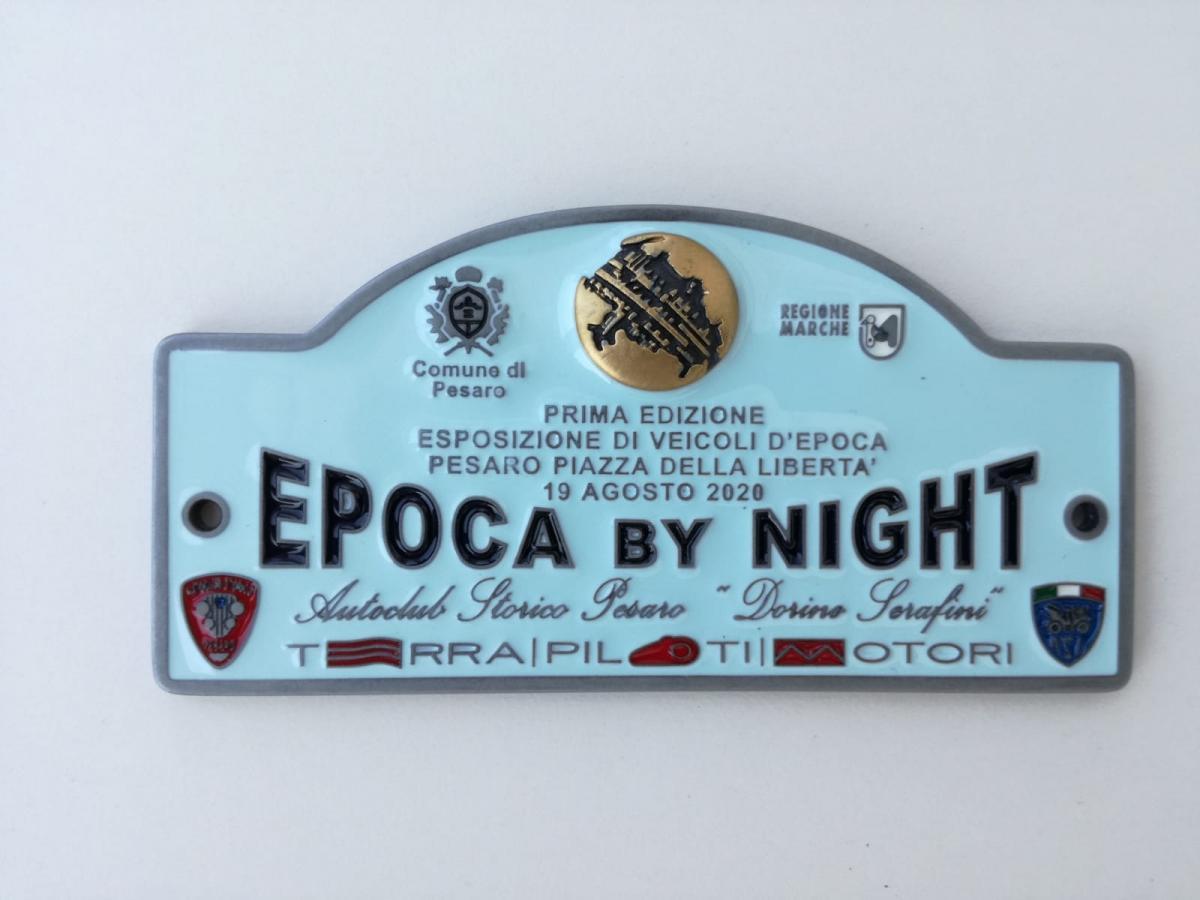 Comune di
Pesaro
REGIONE
MARCHE
PRIMA EDIZIONE
ESPOSIZIONE DI VEICOLI D'EPOCA
PESARO PIAZZA DELLA LIBERTA'
19 AGOSTO 2020
EPOCA BY NIGHT
Autoclub Storico Pesaro "Dorino Serafini"
TERRA|PILOTI|MOTORI